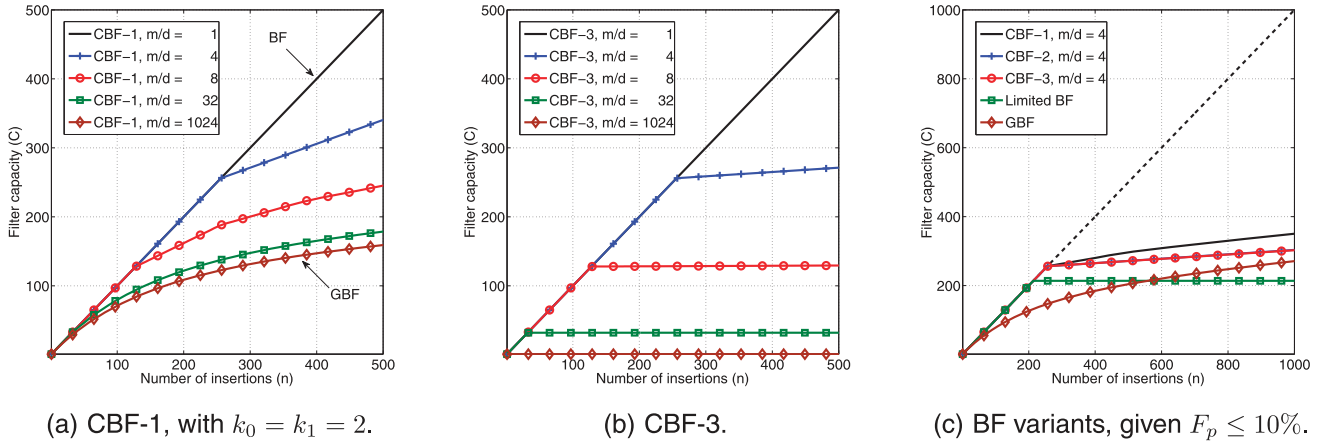 500
400
300
200
100
Filter capacity (C)
CBF−1, m/d = 1
CBF−1, m/d = 4
CBF−1, m/d = 8
CBF−1, m/d = 32
CBF−1, m/d = 1024
BF
GBF
100 200 300 400 500
Number of insertions (n)
(a) CBF-1, with k₀ = k₁ = 2.
500
400
300
200
100
Filter capacity (C)
CBF−3, m/d = 1
CBF−3, m/d = 4
CBF−3, m/d = 8
CBF−3, m/d = 32
CBF−3, m/d = 1024
100 200 300 400 500
Number of insertions (n)
(b) CBF-3.
1000
800
600
400
200
Filter capacity (C)
CBF−1, m/d = 4
CBF−2, m/d = 4
CBF−3, m/d = 4
Limited BF
GBF
200 400 600 800 1000
Number of insertions (n)
(c) BF variants, given Fₚ ≤ 10%.